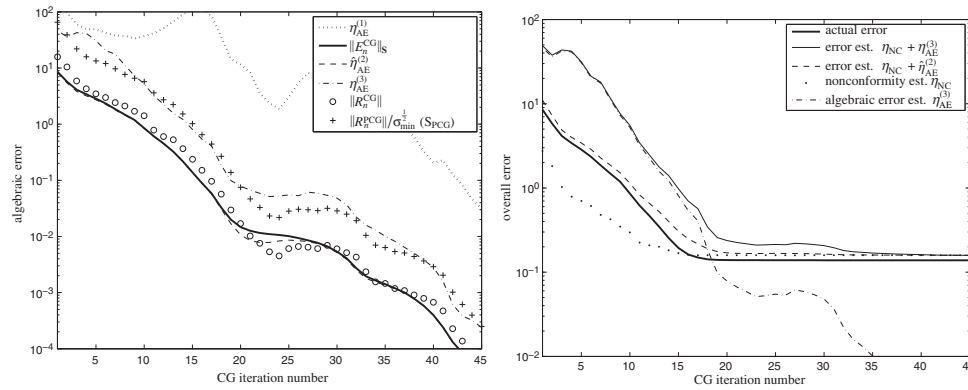 algebraic error
10^2
10^1
10^0
10^-1
10^-2
10^-3
10^-4
5 10 15 20 25 30 35 40 45
CG iteration number
η_AE^(1)
‖E_n^CG‖_S
η̂_AE^(2)
η_AE^(3)
‖R_n^CG‖
‖R_n^PCG‖/σ_min^(1/2) (S_PCG)
overall error
10^2
10^1
10^0
10^-1
10^-2
5 10 15 20 25 30 35 40 45
CG iteration number
actual error
error est. η_NC + η_AE^(3)
error est. η_NC + η̂_AE^(2)
nonconformity est. η_NC
algebraic error est. η_AE^(3)